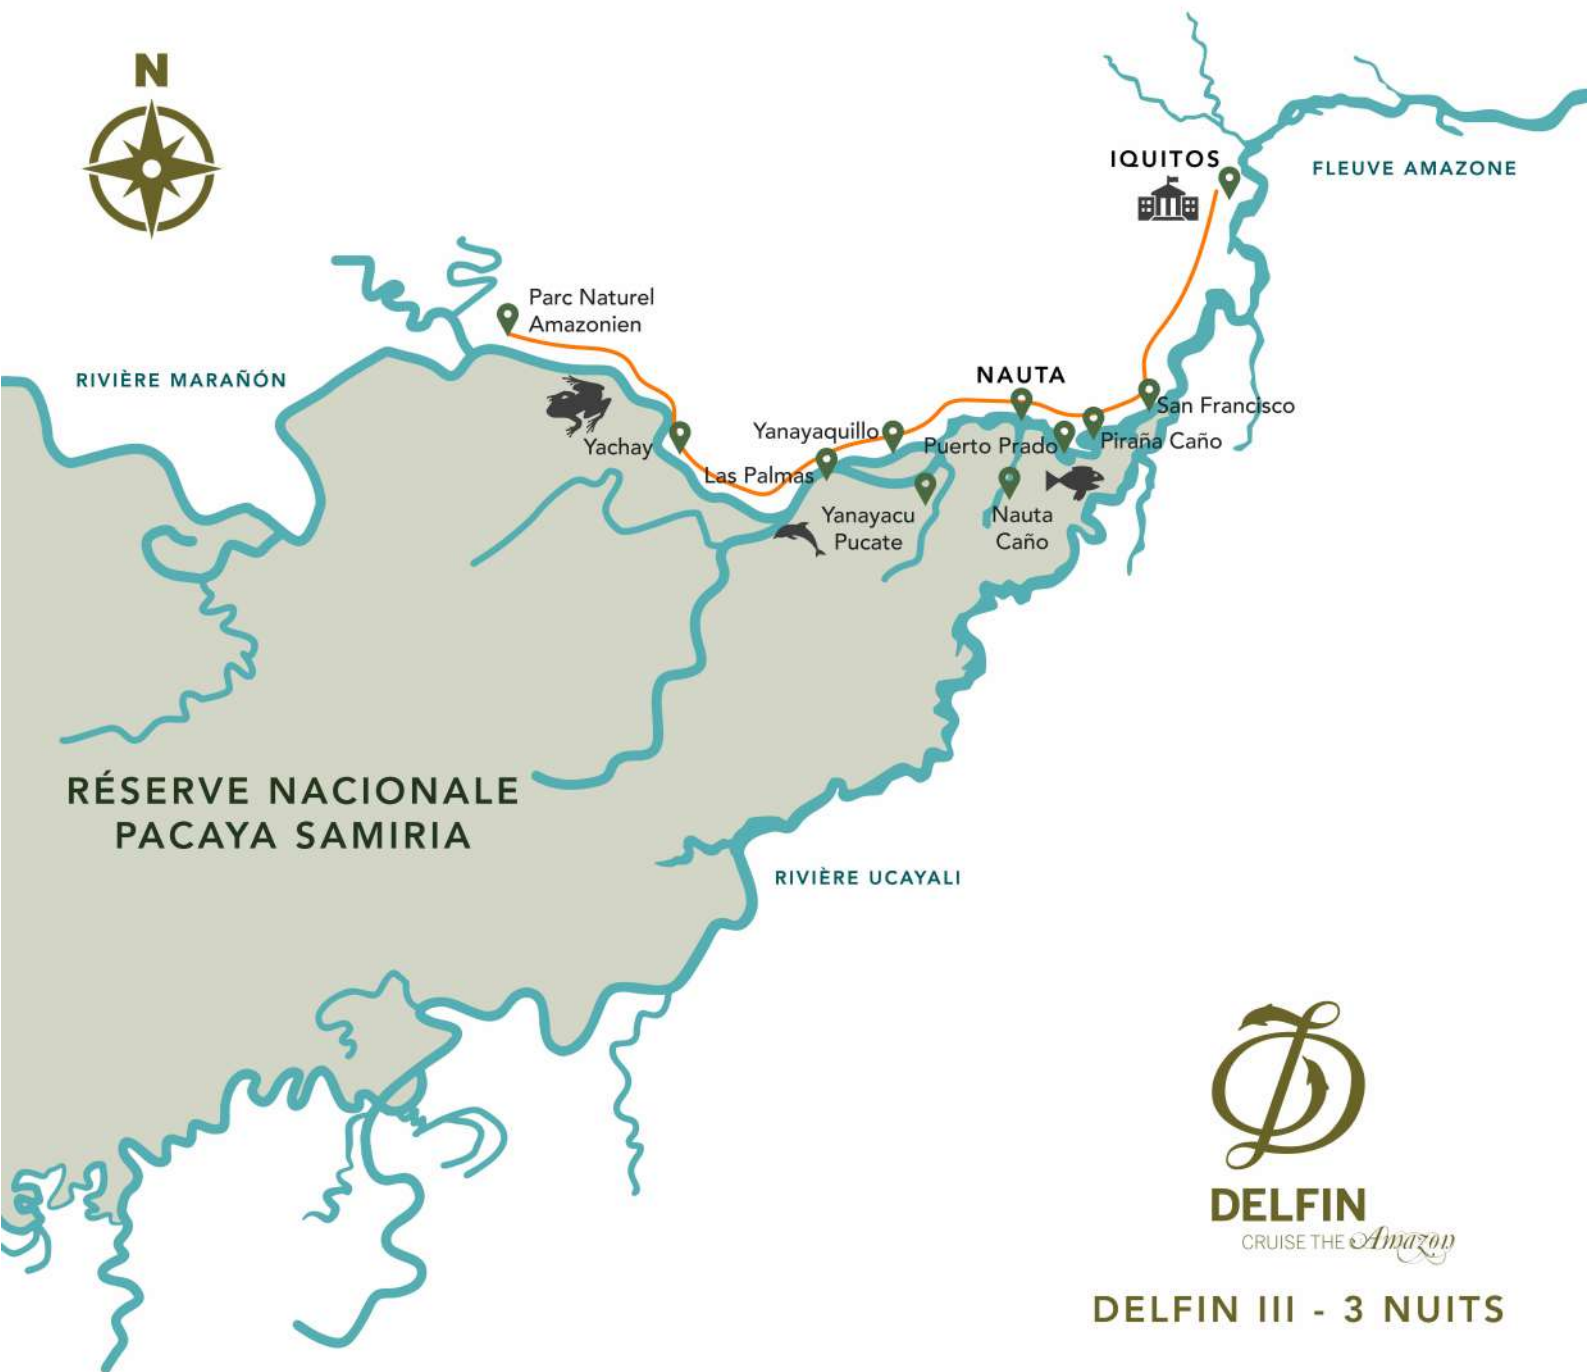 N
IQUITOS
FLEUVE AMAZONE
Parc Naturel
Amazonien
RIVIÈRE MARAÑÓN
NAUTA
San Francisco
Yachay
Yanayaquillo
Puerto Prado
Piraña Caño
Las Palmas
Yanayacu
Pucate
Nauta
Caño
RÉSERVE NACIONALE
PACAYA SAMIRIA
RIVIÈRE UCAYALI
DELFIN
CRUISE THE Amazon
DELFIN III - 3 NUITS